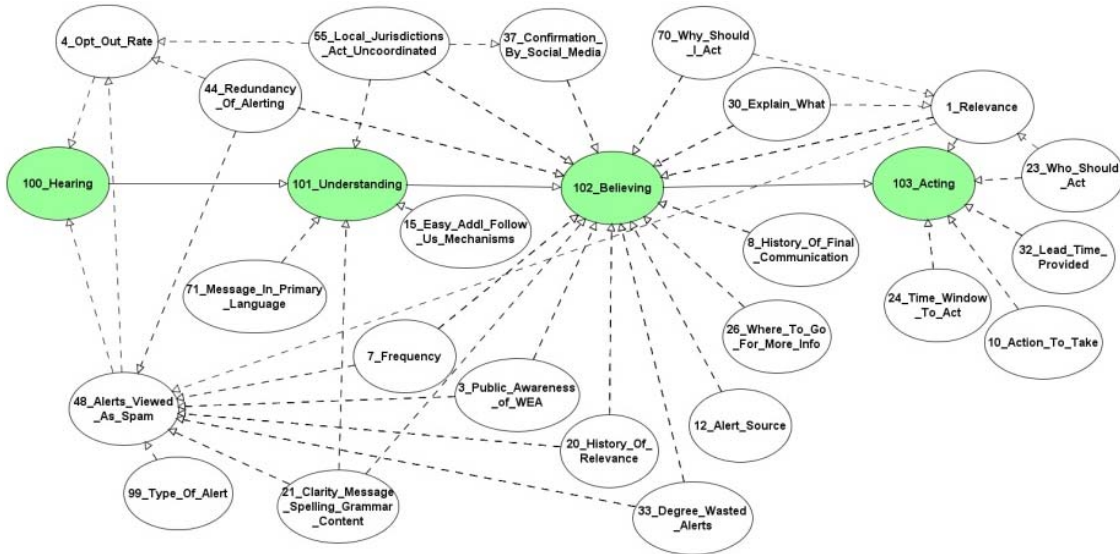 4_Opt_Out_Rate
55_Local_Jurisdictions
_Act_Uncoordinated
37_Confirmation_
By_Social_Media
70_Why_Should
_I_Act
44_Redundancy
_Of_Alerting
30_Explain_What
1_Relevance
100_Hearing
101_Understanding
102_Believing
103_Acting
23_Who_Should
_Act
15_Easy_Addl_Follow
_Us_Mechanisms
8_History_Of_Final
_Communication
32_Lead_Time_
Provided
71_Message_In_Primary
_Language
24_Time_Window
_To_Act
26_Where_To_Go
_For_More_Info
10_Action_To_Take
7_Frequency
3_Public_Awareness
_of_WEA
48_Alerts_Viewed
_As_Spam
12_Alert_Source
20_History_Of_
Relevance
99_Type_Of_Alert
21_Clarity_Message
_Spelling_Grammar
_Content
33_Degree_Wasted_
Alerts